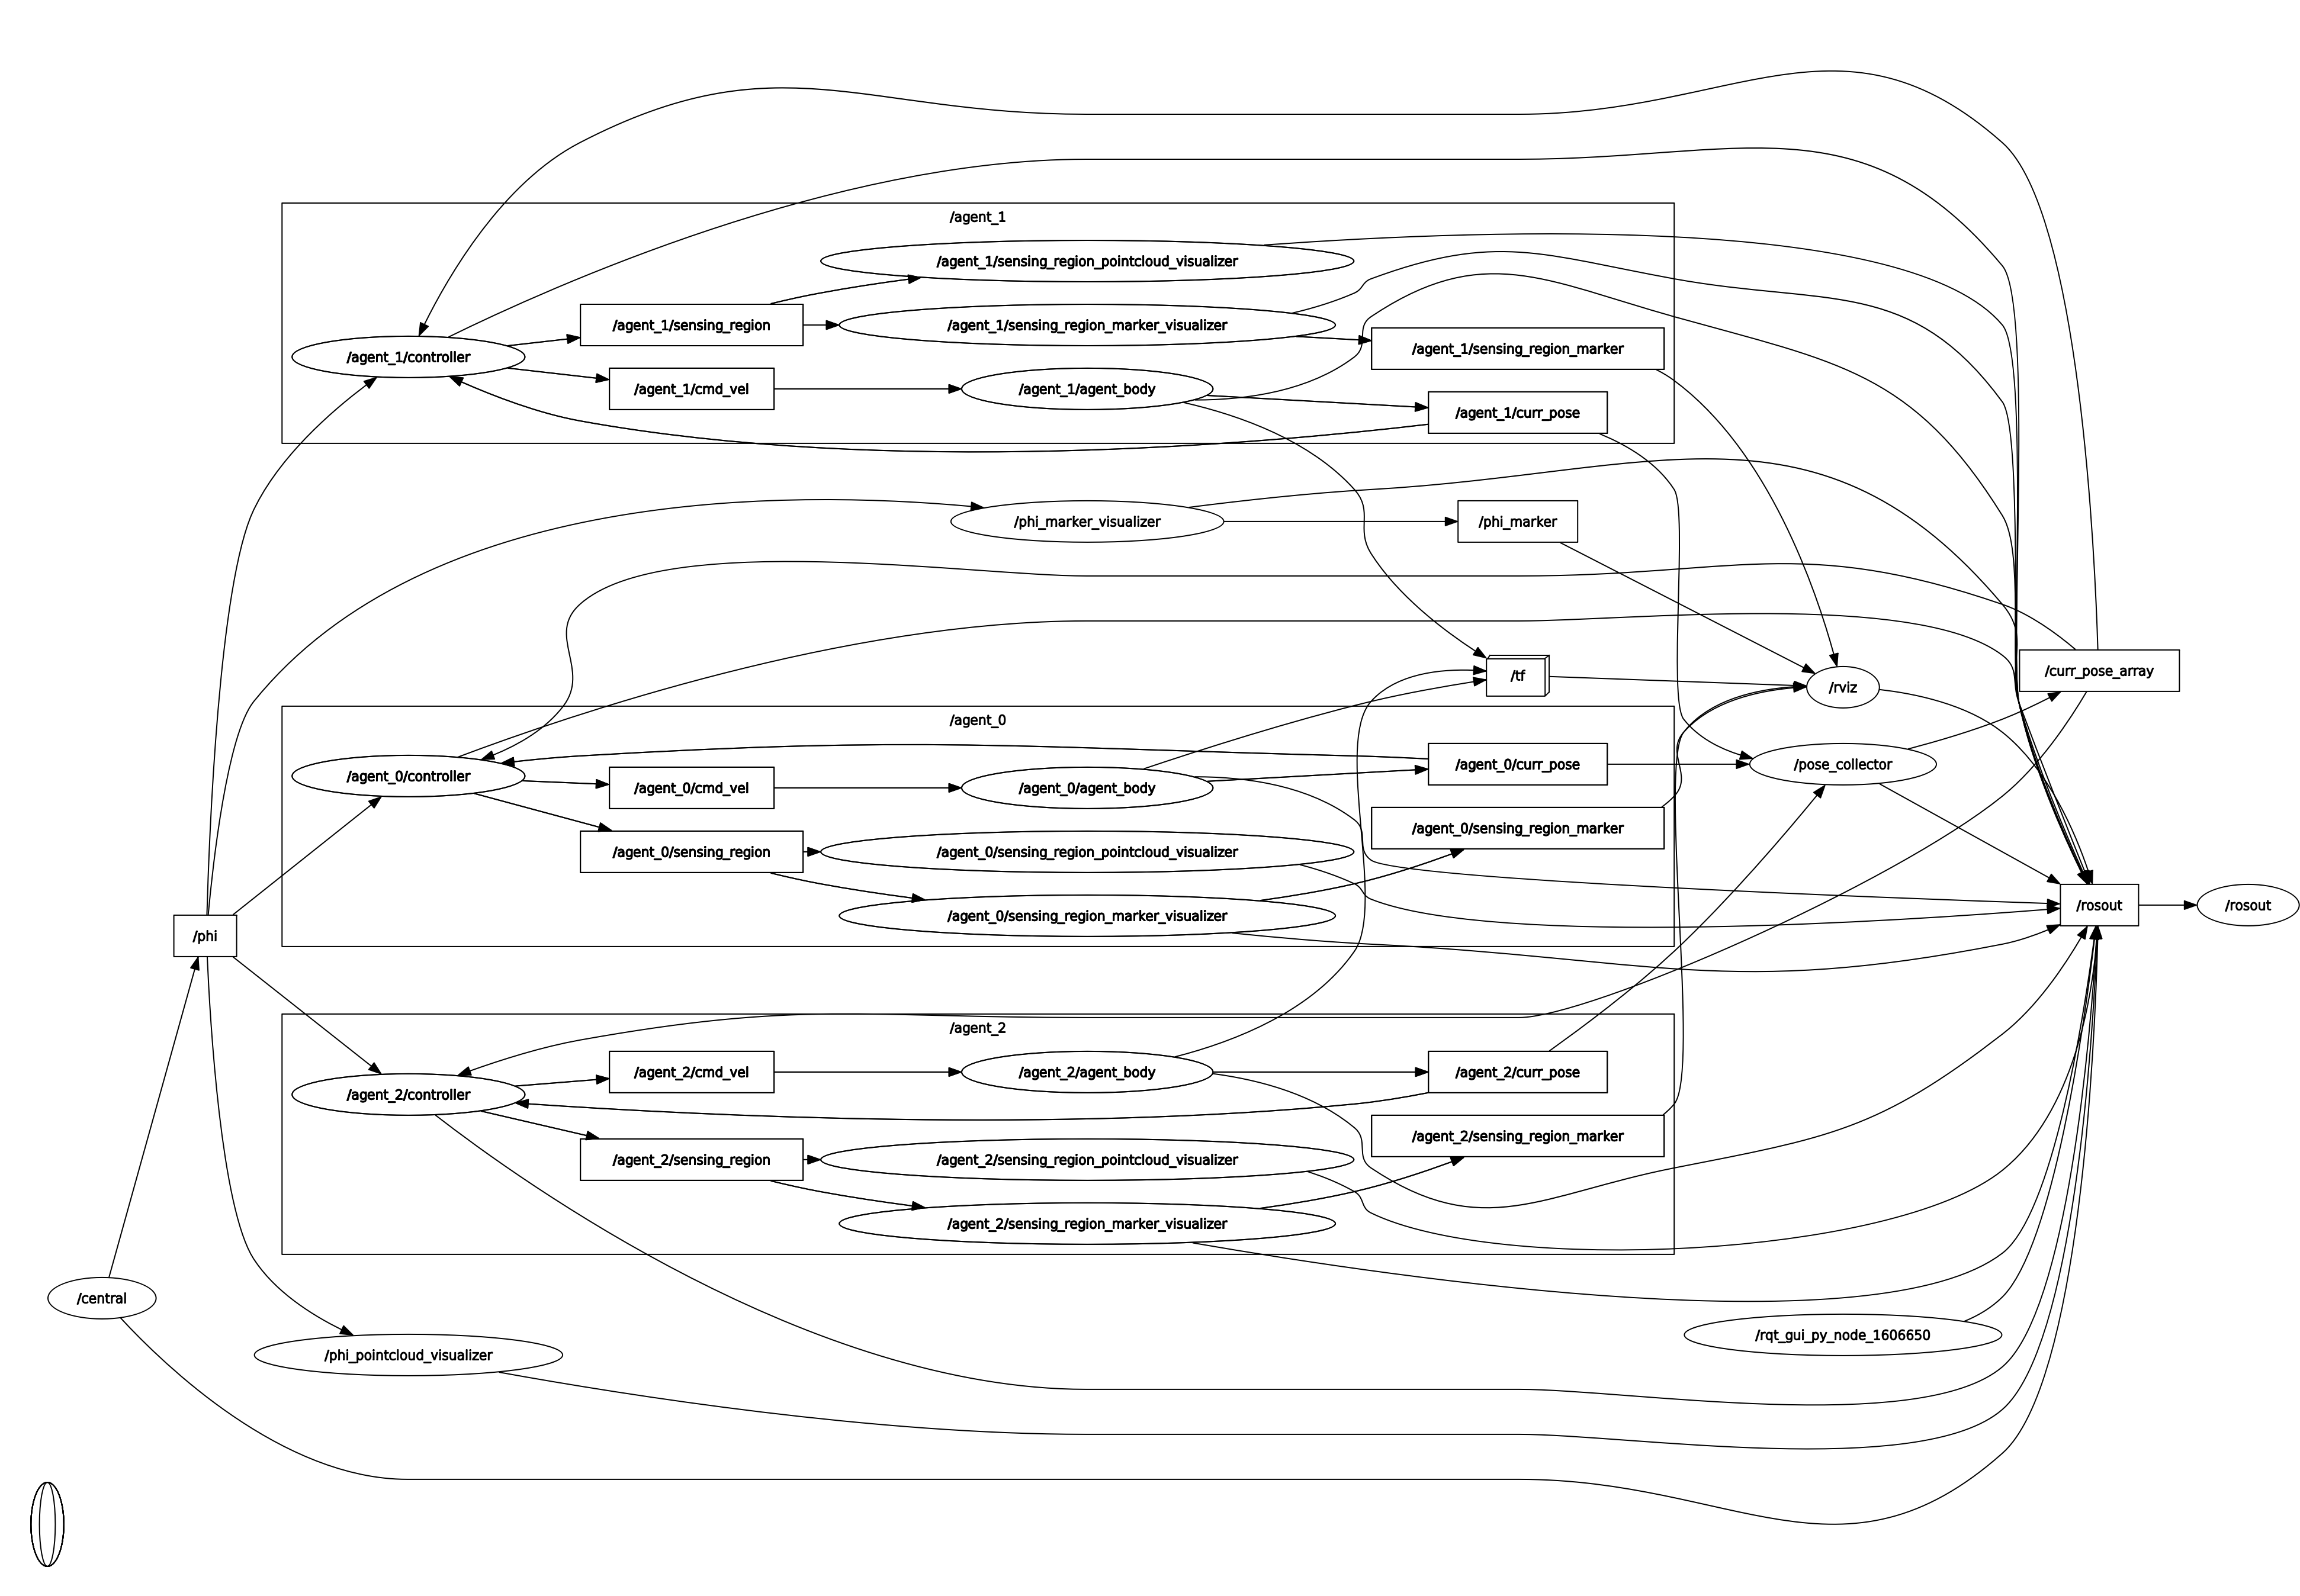 /agent_1
/agent_1/sensing_region_pointcloud_visualizer
/agent_1/sensing_region
/agent_1/sensing_region_marker_visualizer
/agent_1/sensing_region_marker
/agent_1/controller
/agent_1/cmd_vel
/agent_1/agent_body
/agent_1/curr_pose
/phi_marker_visualizer
/phi_marker
/tf
/rviz
/curr_pose_array
/agent_0
/agent_0/controller
/agent_0/curr_pose
/pose_collector
/agent_0/cmd_vel
/agent_0/agent_body
/agent_0/sensing_region_marker
/agent_0/sensing_region
/agent_0/sensing_region_pointcloud_visualizer
/agent_0/sensing_region_marker_visualizer
/rosout
/rosout
/phi
/agent_2
/agent_2/cmd_vel
/agent_2/agent_body
/agent_2/curr_pose
/agent_2/controller
/agent_2/sensing_region_marker
/agent_2/sensing_region
/agent_2/sensing_region_pointcloud_visualizer
/agent_2/sensing_region_marker_visualizer
/central
/rqt_gui_py_node_1606650
/phi_pointcloud_visualizer